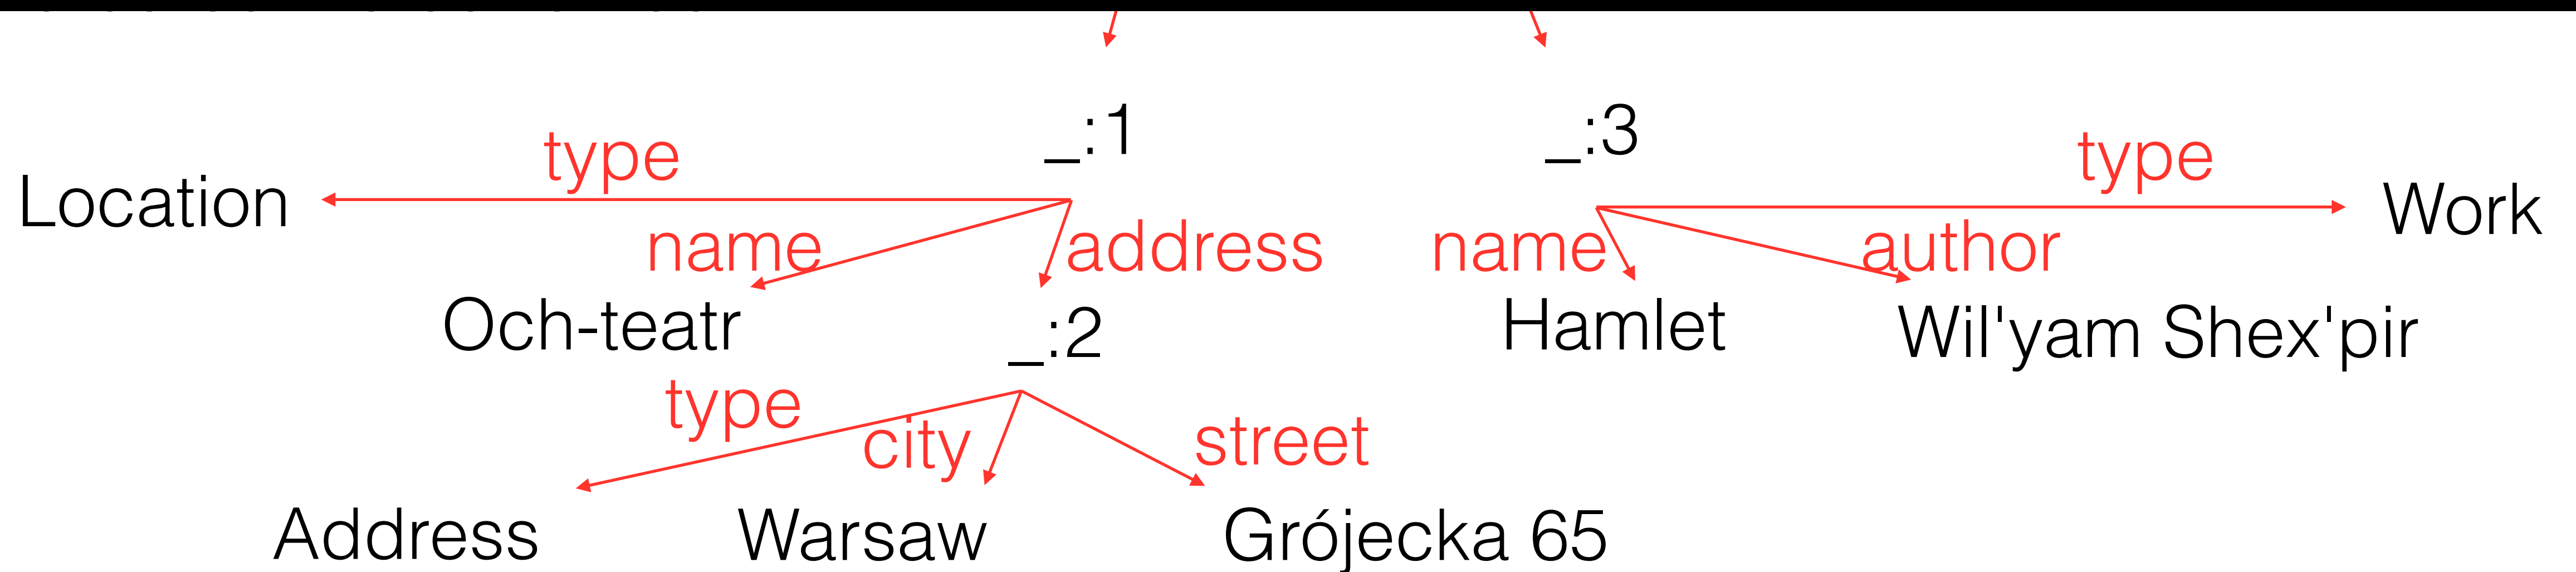 _:1 _:3
type type
Location Work
name address name author
Och-teatr _:2 Hamlet Wil'yam Shex'pir
type city street
Address Warsaw Grójecka 65